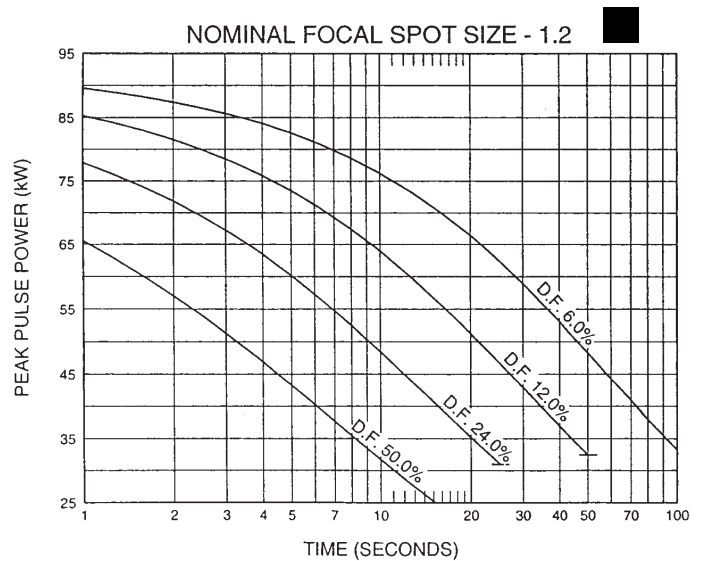 NOMINAL FOCAL SPOT SIZE - 1.2
95
85
75
65
55
45
35
25
PEAK PULSE POWER (kW)
D.F. 6.0%
D.F. 12.0%
D.F. 24.0%
D.F. 50.0%
1 2 3 4 5 7 10 20 30 40 50 70 100
TIME (SECONDS)